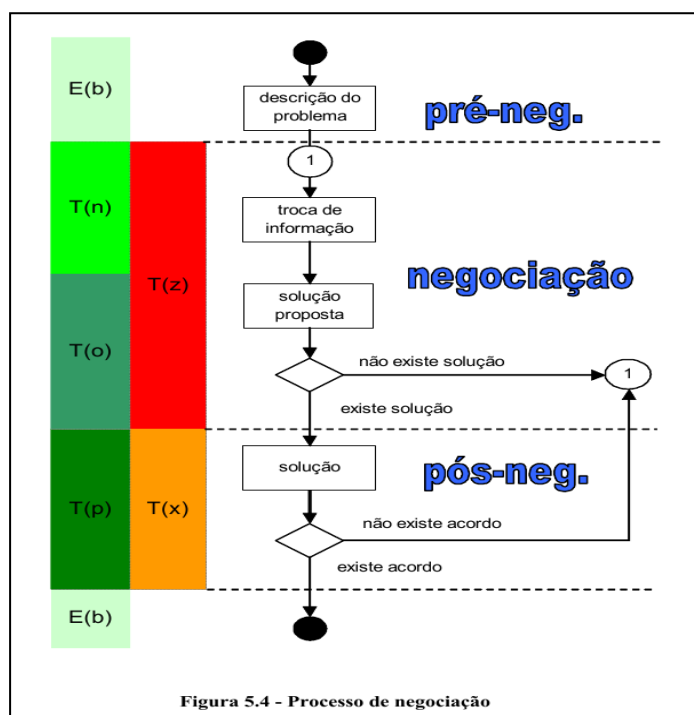 E(b)
descrição do
problema
pré-neg.
1
T(n)
troca de
informação
T(z)
negociação
solução
proposta
T(o)
não existe solução
1
existe solução
solução
pós-neg.
T(p)
T(x)
não existe acordo
existe acordo
E(b)
Figura 5.4 - Processo de negociação